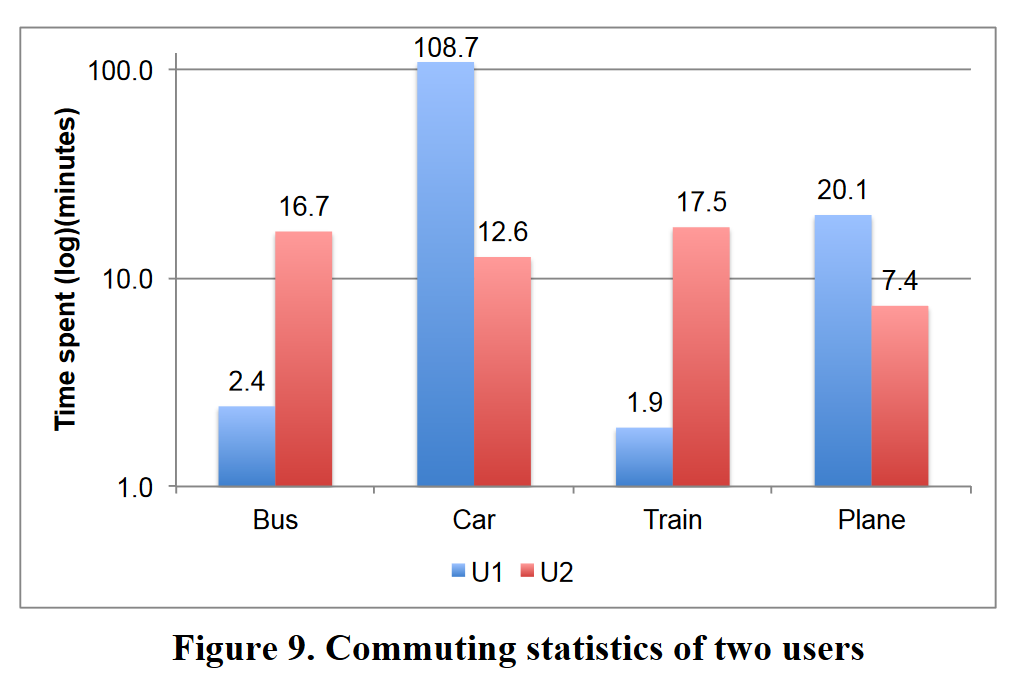 108.7
100.0
20.1
16.7
17.5
12.6
10.0
7.4
2.4
1.9
1.0
Time spent (log)(minutes)
Bus Car Train Plane
U1 U2
Figure 9. Commuting statistics of two users